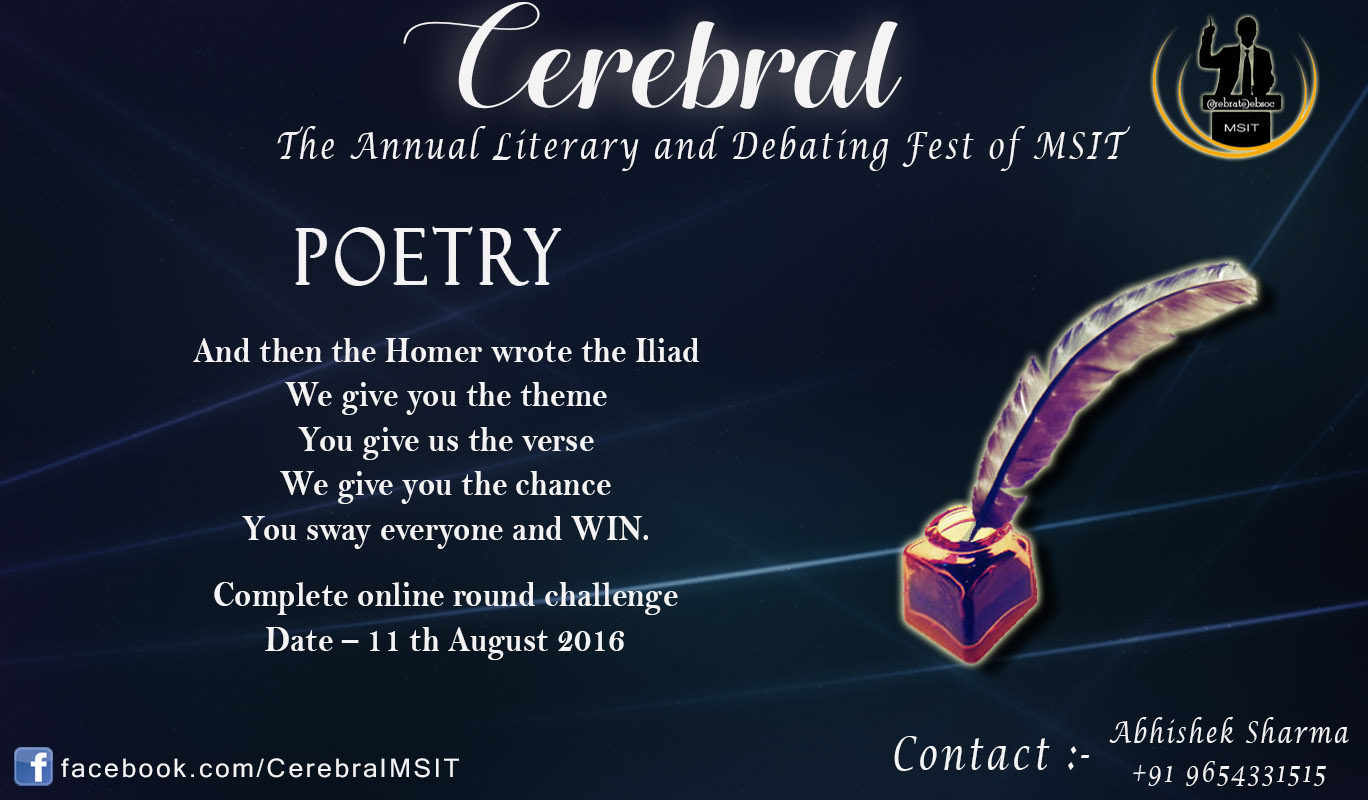 Cerebral
The Annual Literary and Debating Fest of MSIT
CerebrateDebsoc
MSIT
POETRY
And then the Homer wrote the Iliad
We give you the theme
You give us the verse
We give you the chance
You sway everyone and WIN.
Complete online round challenge
Date – 11 th August 2016
facebook.com/CerebralMSIT
Contact :-
Abhishek Sharma
+91 9654331515